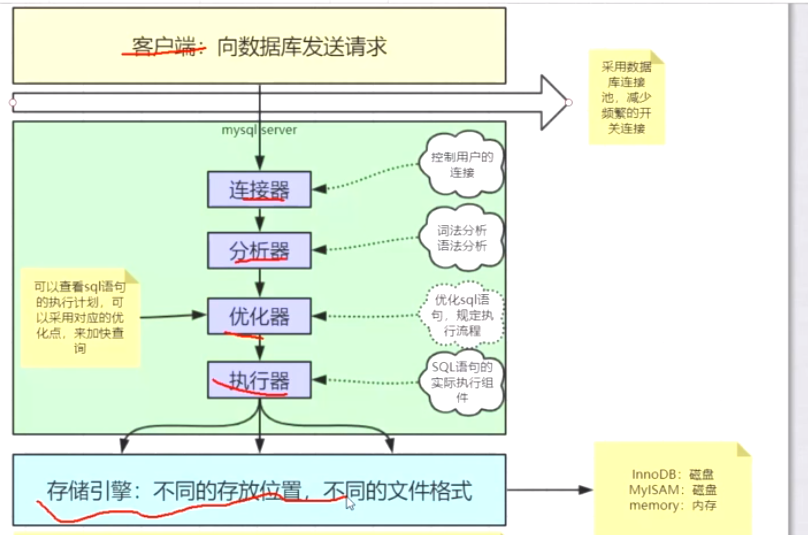 客户端：向数据库发送请求
采用数据
库连接
池，减少
频繁的开
关连接
mysql server
控制用户的
连接
连接器
词法分析
语法分析
分析器
可以查看sql语句
的执行计划，可
以采用对应的优
化点，来加快查
询
优化sql语
句，规定执
行流程
优化器
SQL语句的
实际执行组
件
执行器
存储引擎：不同的存放位置，不同的文件格式
InnoDB：磁盘
MyISAM：磁盘
memory：内存